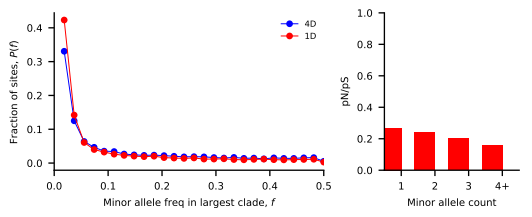 4D
1D
Fraction of sites, P(f)
0.4
0.3
0.2
0.1
0.0
0.0 0.1 0.2 0.3 0.4 0.5
Minor allele freq in largest clade, f
pN/pS
1.0
0.8
0.6
0.4
0.2
0.0
1 2 3 4+
Minor allele count